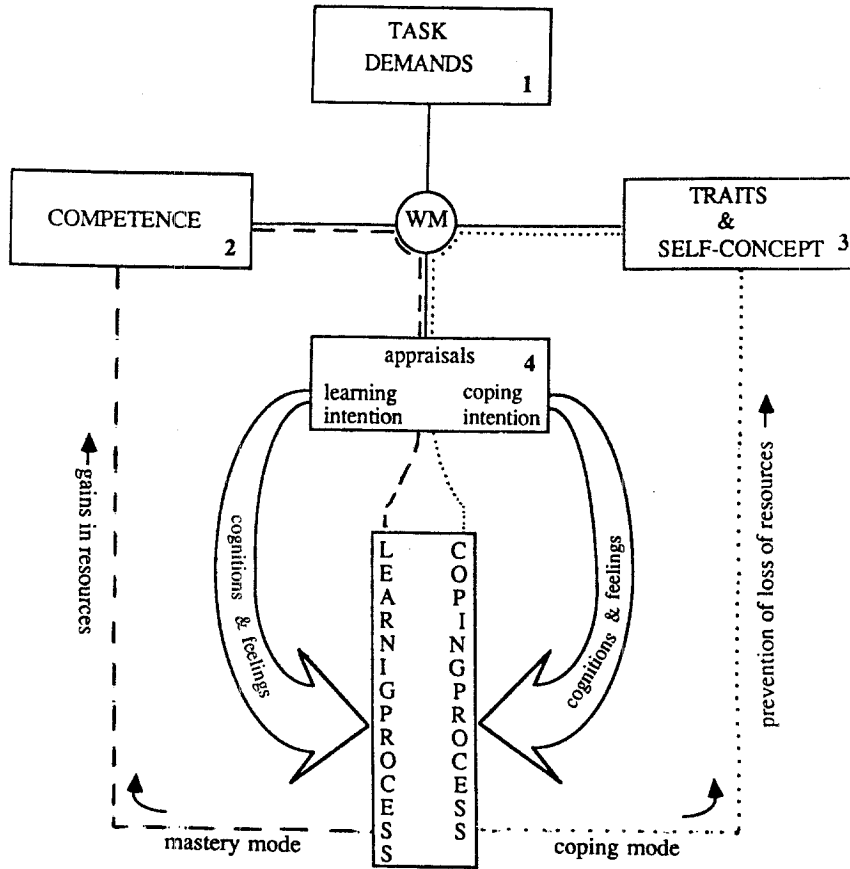 TASK
DEMANDS
1
COMPETENCE
2
WM
TRAITS
&
SELF-CONCEPT
3
appraisals
4
learning
intention
coping
intention
gains in resources
cognitions & feelings
LEARNIGPROCESS
COPINGPROCESS
cognitions & feelings
prevention of loss of resources
mastery mode
coping mode